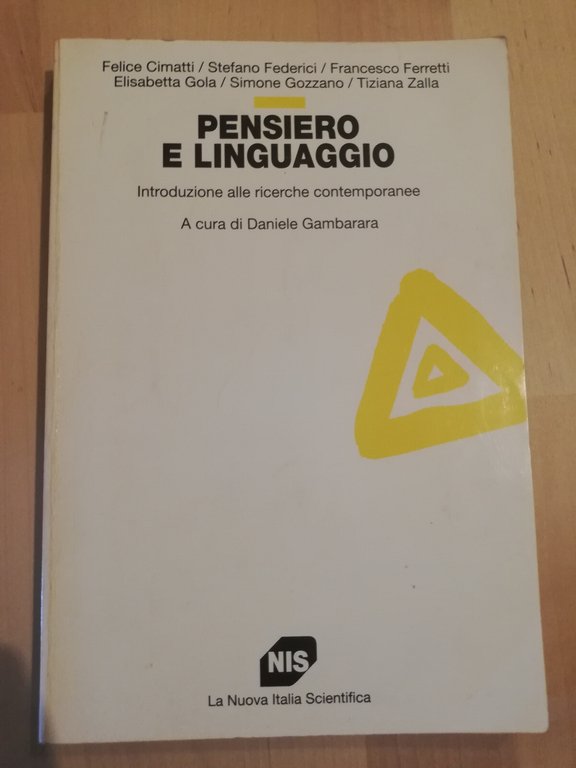 Felice Cimatti / Stefano Federici / Francesco Ferretti
Elisabetta Gola / Simone Gozzano / Tiziana Zalla
PENSIERO
E LINGUAGGIO
Introduzione alle ricerche contemporanee
A cura di Daniele Gambarara
NIS
La Nuova Italia Scientifica